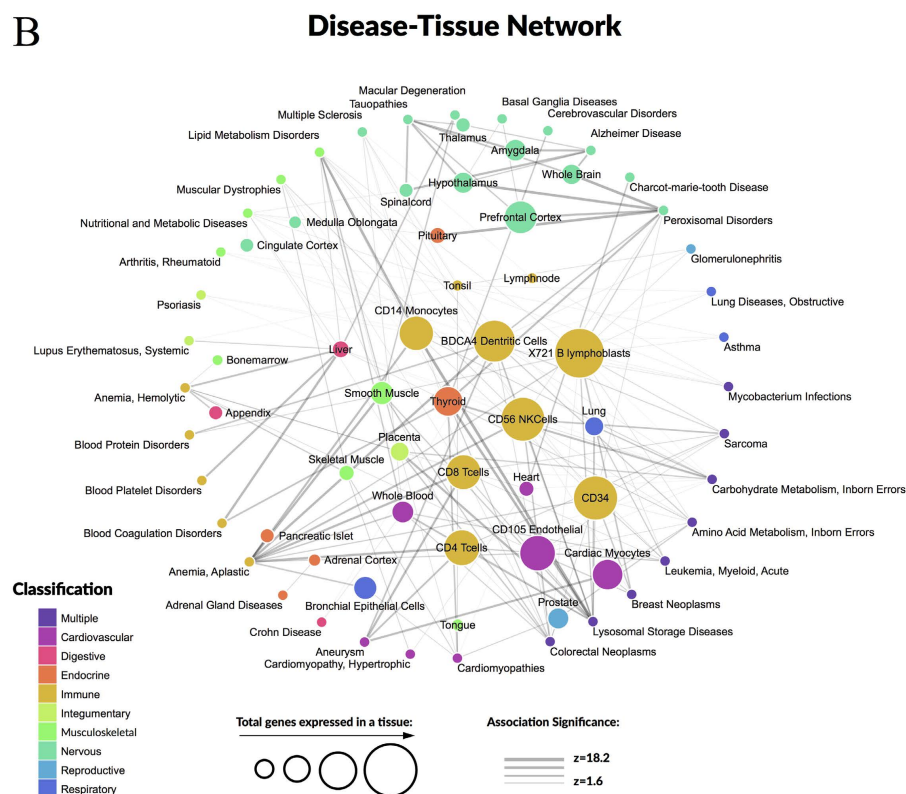 B
Disease-Tissue Network
Macular Degeneration
Tauopathies
Basal Ganglia Diseases
Multiple Sclerosis
Cerebrovascular Disorders
Lipid Metabolism Disorders
Thalamus
Alzheimer Disease
Amygdala
Whole Brain
Muscular Dystrophies
Hypothalamus
Charcot-marie-tooth Disease
Spinalcord
Nutritional and Metabolic Diseases
Medulla Oblongata
Prefrontal Cortex
Peroxisomal Disorders
Pituitary
Cingulate Cortex
Arthritis, Rheumatoid
Glomerulonephritis
Tonsil
Lymphnode
Psoriasis
Lung Diseases, Obstructive
CD14 Monocytes
Lupus Erythematosus, Systemic
Liver
BDCA4 Dentritic Cells
X721 B lymphoblasts
Asthma
Bonemarrow
Anemia, Hemolytic
Smooth Muscle
Thyroid
Mycobacterium Infections
Appendix
CD56 NKCells
Lung
Blood Protein Disorders
Placenta
Sarcoma
Skeletal Muscle
CD8 Tcells
Heart
Blood Platelet Disorders
Carbohydrate Metabolism, Inborn Errors
Whole Blood
CD34
Blood Coagulation Disorders
Pancreatic Islet
CD105 Endothelial
Amino Acid Metabolism, Inborn Errors
CD4 Tcells
Cardiac Myocytes
Anemia, Aplastic
Adrenal Cortex
Leukemia, Myeloid, Acute
Adrenal Gland Diseases
Bronchial Epithelial Cells
Prostate
Breast Neoplasms
Crohn Disease
Tongue
Lysosomal Storage Diseases
Aneurysm
Colorectal Neoplasms
Cardiomyopathy, Hypertrophic
Cardiomyopathies
Classification
Multiple
Cardiovascular
Digestive
Endocrine
Immune
Integumentary
Musculoskeletal
Nervous
Reproductive
Respiratory
Total genes expressed in a tissue:
Association Significance:
z=18.2
z=1.6